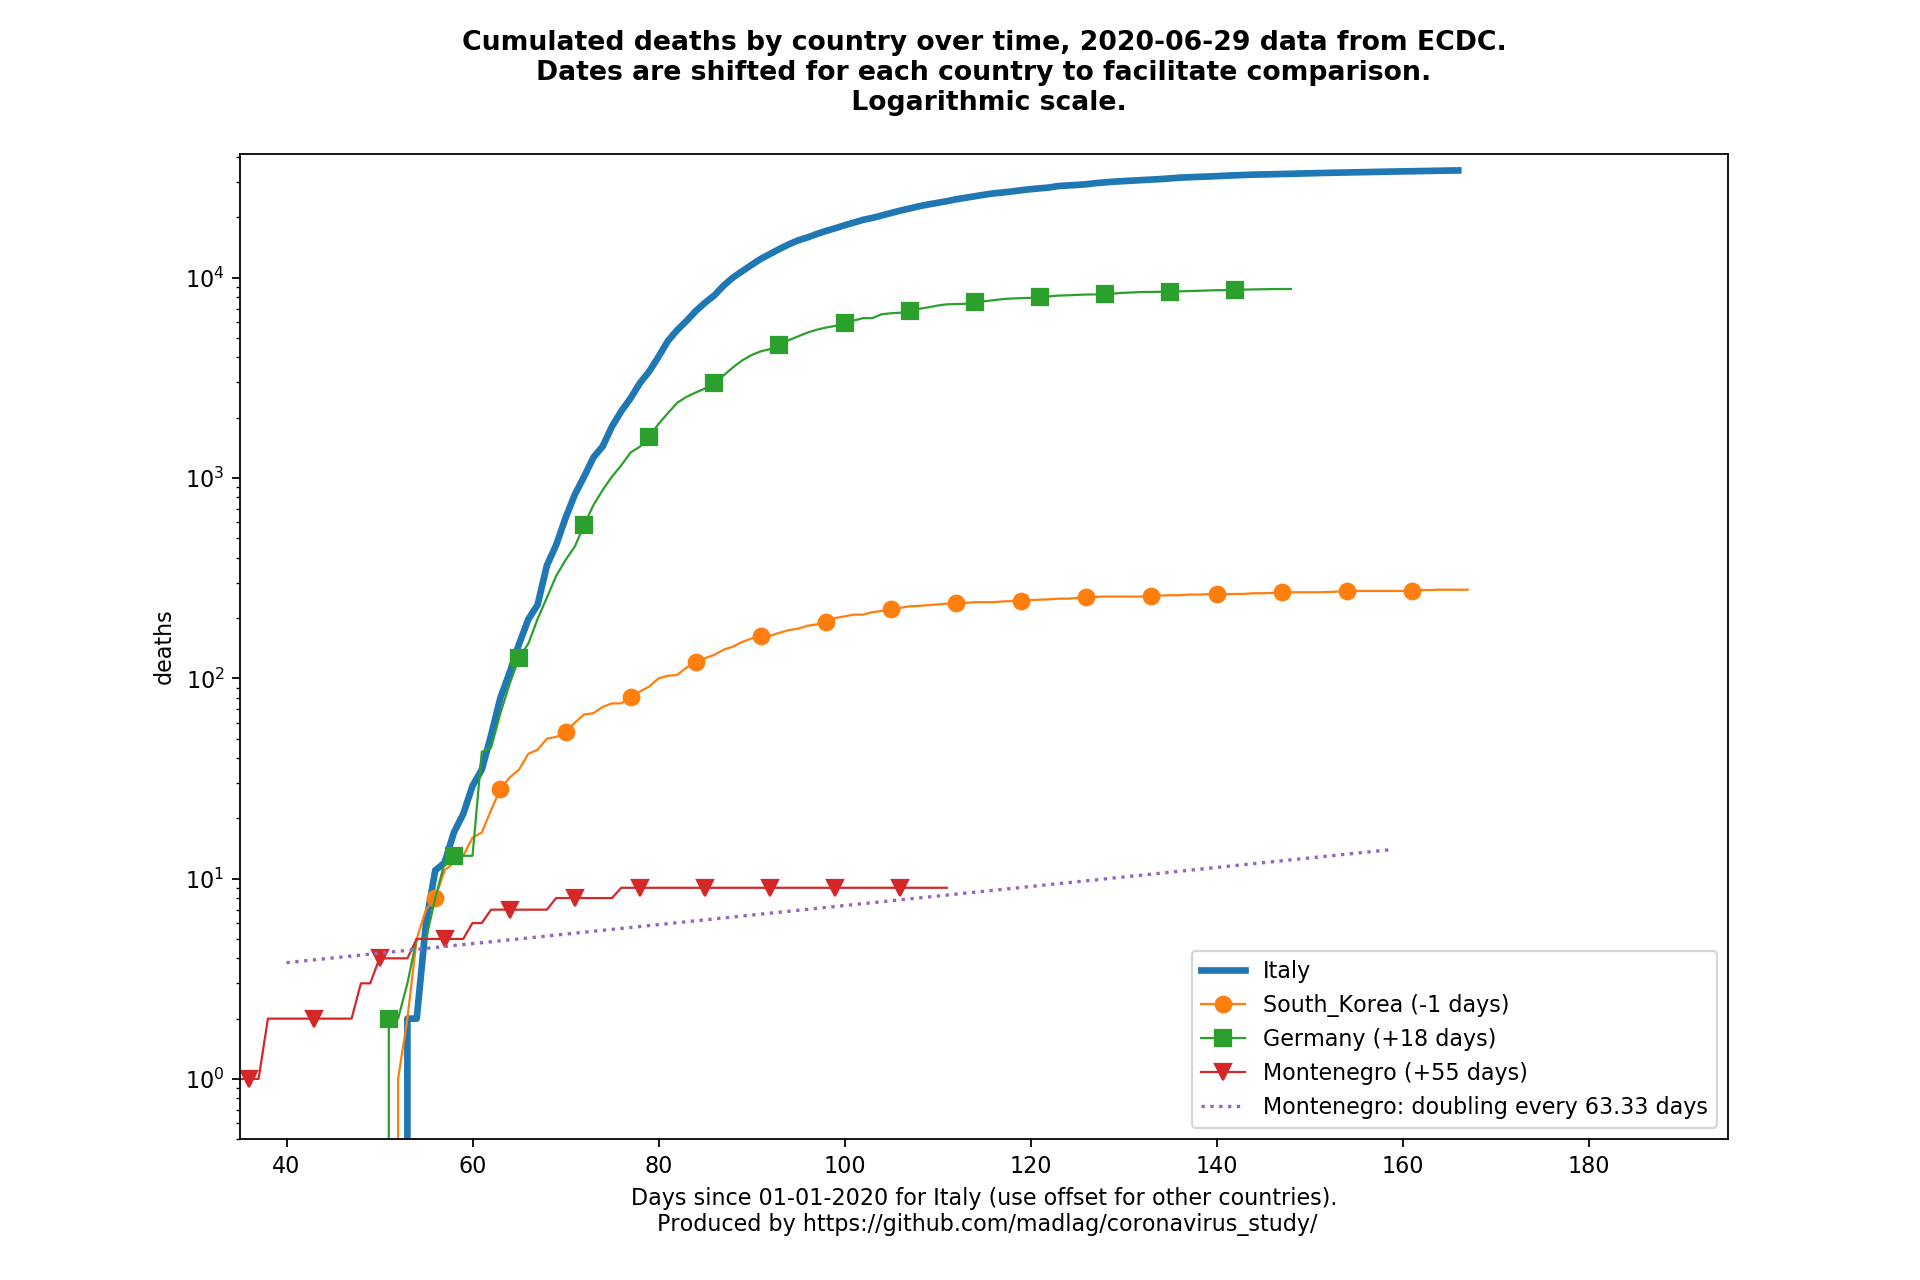 Cumulated deaths by country over time, 2020-06-29 data from ECDC.
Dates are shifted for each country to facilitate comparison.
Logarithmic scale.
10⁴
10³
10²
10¹
10⁰
deaths
40 60 80 100 120 140 160 180
Italy
South_Korea (-1 days)
Germany (+18 days)
Montenegro (+55 days)
Montenegro: doubling every 63.33 days
Days since 01-01-2020 for Italy (use offset for other countries).
Produced by https://github.com/madlag/coronavirus_study/